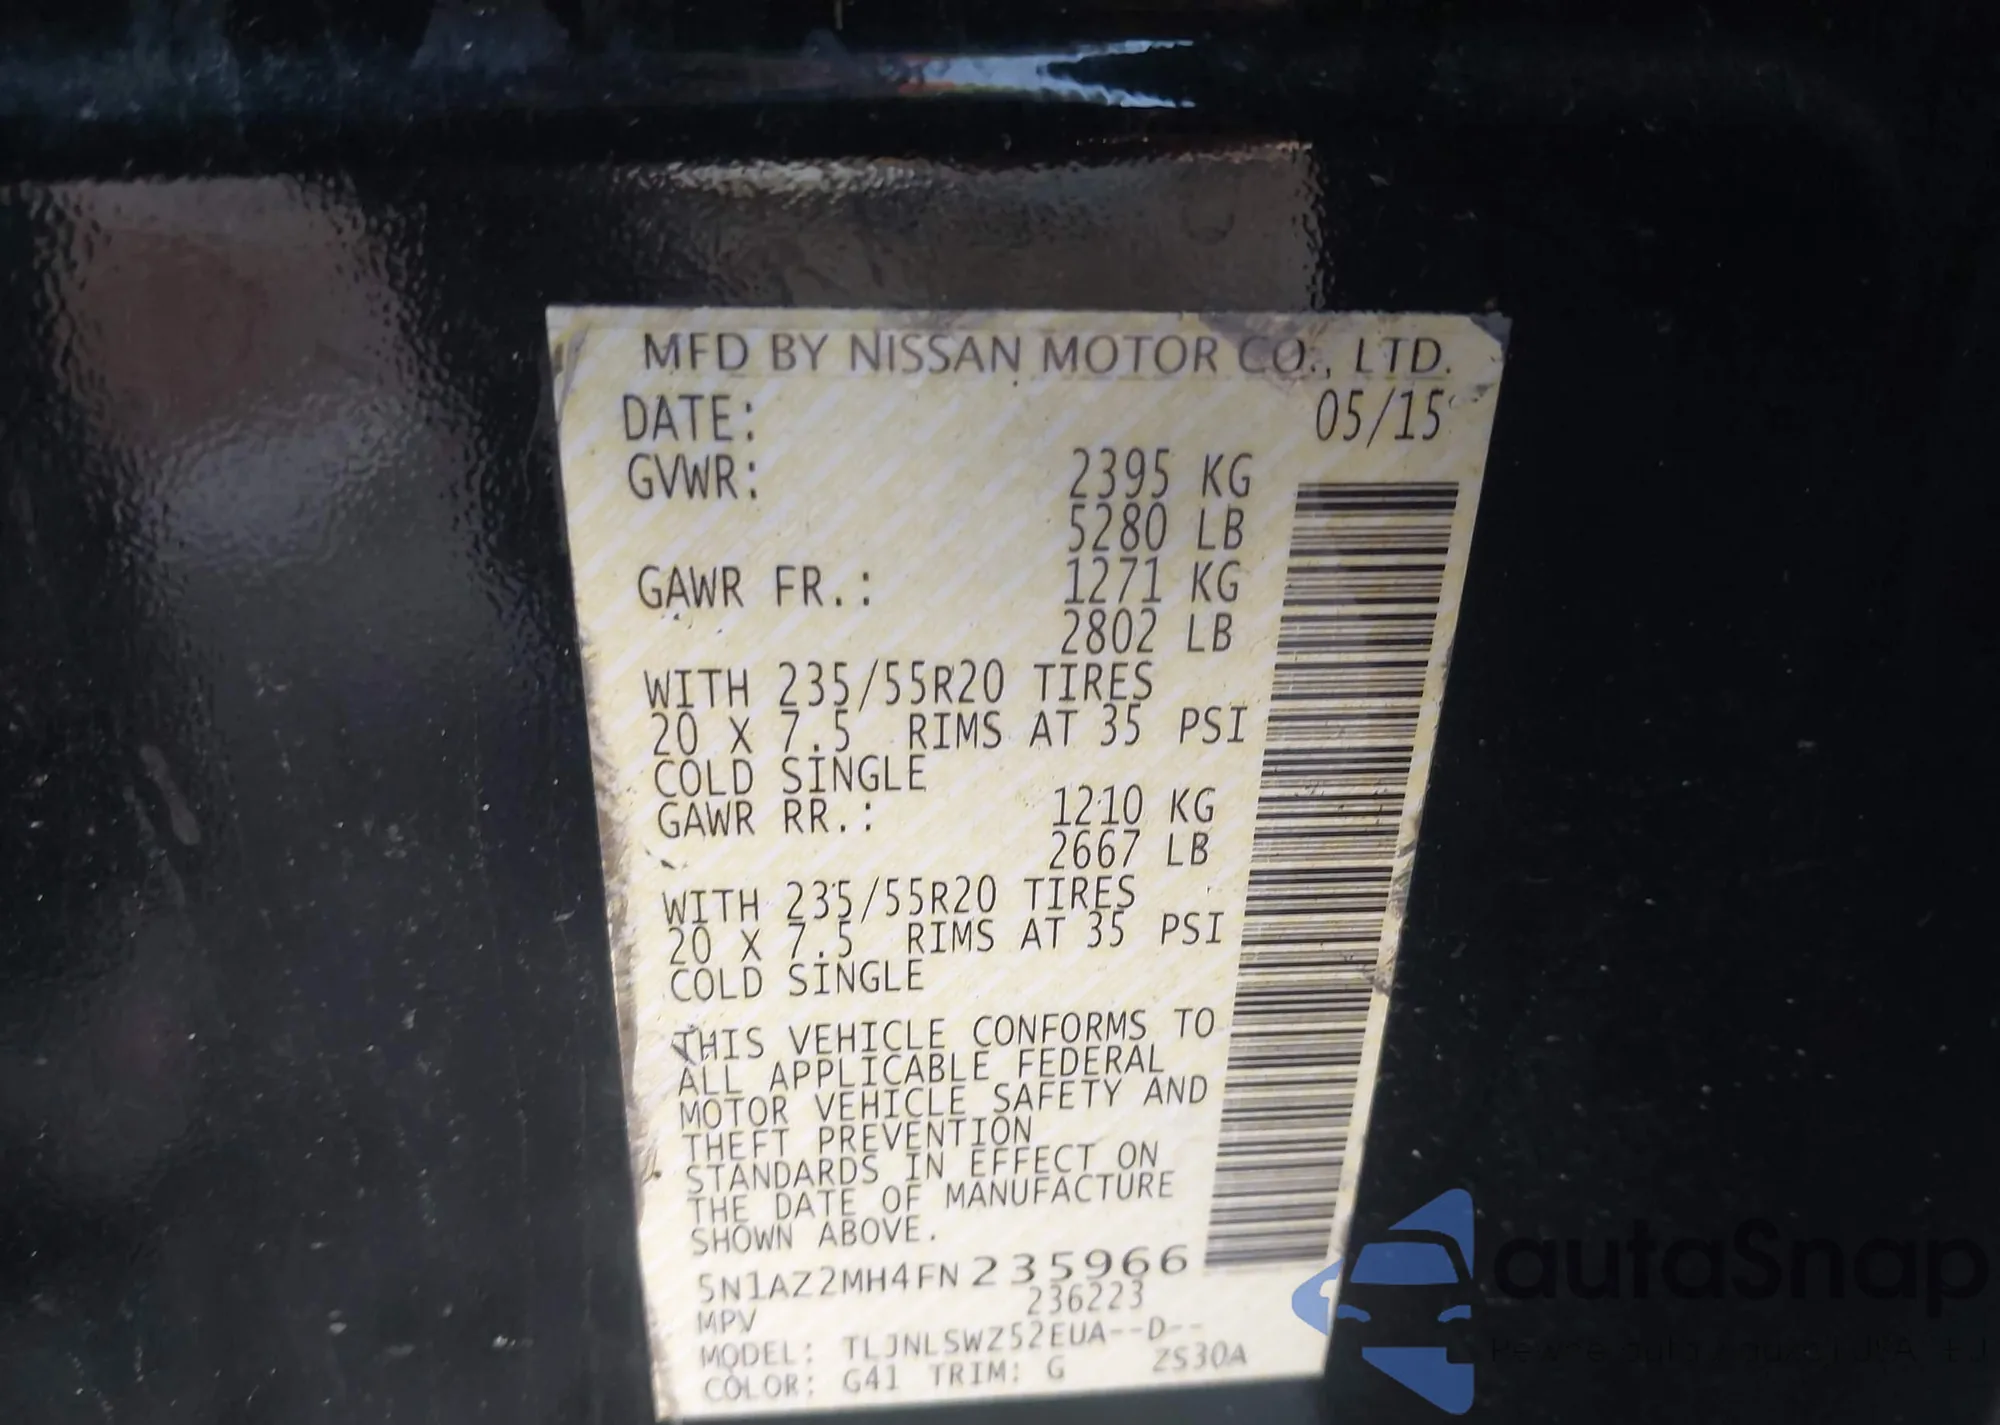 MFD BY NISSAN MOTOR CO., LTD.
DATE: 05/15
GVWR: 2395 KG
5280 LB
GAWR FR.: 1271 KG
2802 LB
WITH 235/55R20 TIRES
20 X 7.5 RIMS AT 35 PSI
COLD SINGLE
GAWR RR.: 1210 KG
2667 LB
WITH 235/55R20 TIRES
20 X 7.5 RIMS AT 35 PSI
COLD SINGLE
THIS VEHICLE CONFORMS TO
ALL APPLICABLE FEDERAL
MOTOR VEHICLE SAFETY AND
THEFT PREVENTION
STANDARDS IN EFFECT ON
THE DATE OF MANUFACTURE
SHOWN ABOVE.
5N1AZ2MH4FN235966
MPV 236223
MODEL: TLJNLSWZ52EUA--D--
COLOR: G41 TRIM: G ZS30A
autaSnap